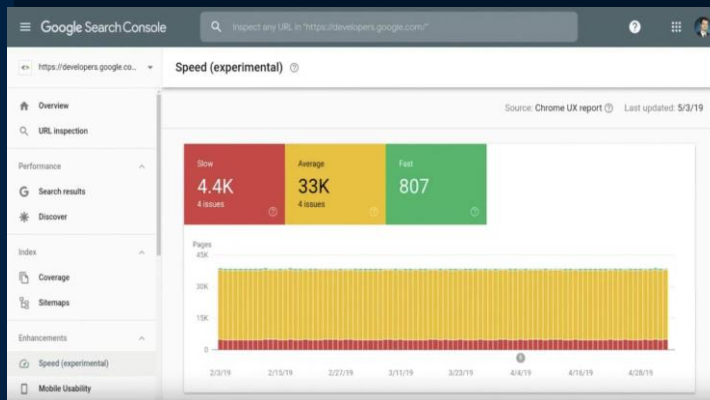 Google Search Console
Inspect any URL in "https://developers.google.com/"
https://developers.google.co...
Speed (experimental)
Overview
URL inspection
Performance
Search results
Discover
Index
Coverage
Sitemaps
Enhancements
Speed (experimental)
Mobile Usability
Source: Chrome UX report Last updated: 5/3/19
Slow
4.4K
4 issues
Average
33K
4 issues
Fast
807
Pages
45K
30K
15K
0
2/3/19 2/15/19 2/27/19 3/11/19 3/23/19 4/4/19 4/16/19 4/28/19